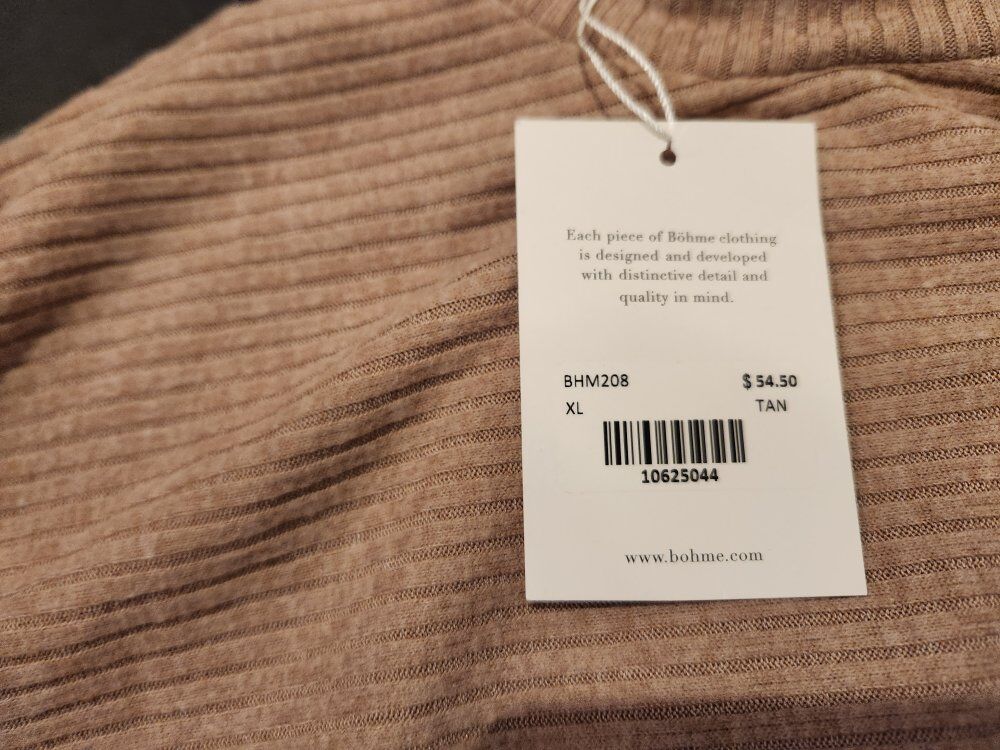 Each piece of Böhme clothing
is designed and developed
with distinctive detail and
quality in mind.
BHM208 $ 54.50
XL TAN
10625044
www.bohme.com